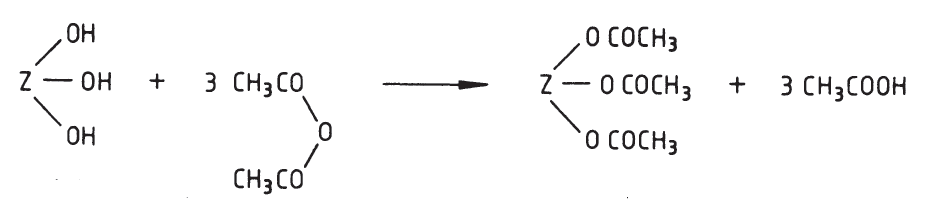 OH
Z — OH + 3 CH₃CO
OH
O
CH₃CO
O COCH₃
Z — O COCH₃ + 3 CH₃COOH
O COCH₃